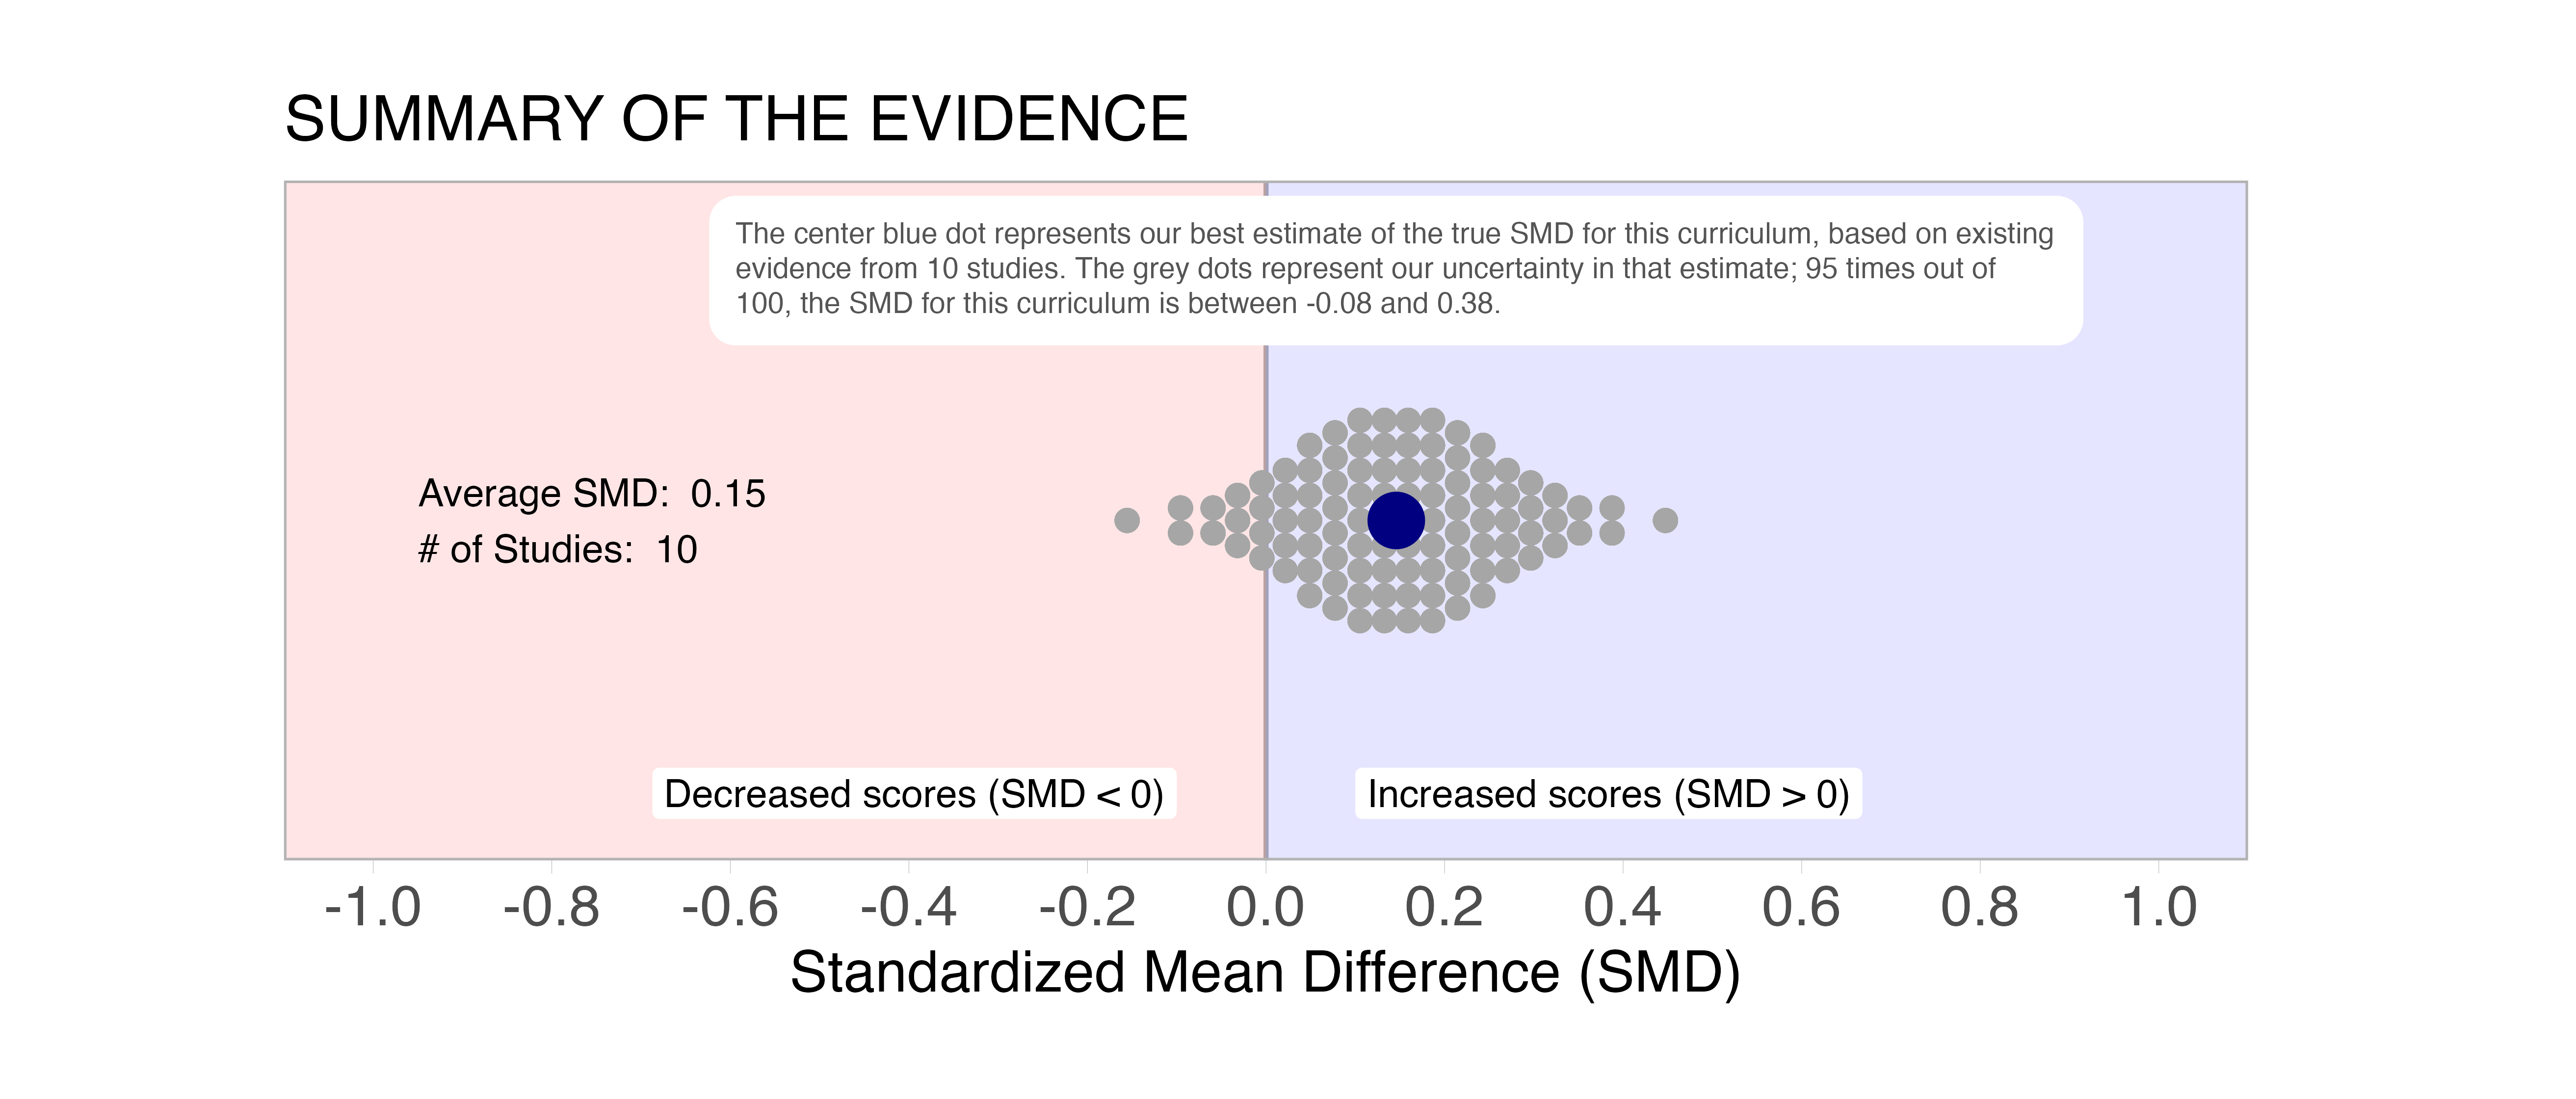 SUMMARY OF THE EVIDENCE
The center blue dot represents our best estimate of the true SMD for this curriculum, based on existing
evidence from 10 studies. The grey dots represent our uncertainty in that estimate; 95 times out of
100, the SMD for this curriculum is between -0.08 and 0.38.
Average SMD: 0.15
# of Studies: 10
Decreased scores (SMD < 0)
Increased scores (SMD > 0)
-1.0 -0.8 -0.6 -0.4 -0.2 0.0 0.2 0.4 0.6 0.8 1.0
Standardized Mean Difference (SMD)